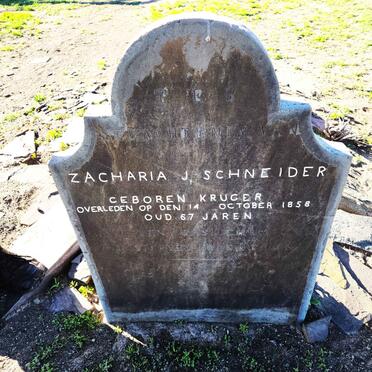 ZACHARIA J. SCHNEIDER
GEBOREN KRUGER
OVERLEDEN OP DEN 14 OCTOBER 1858
OUD 67 JAREN